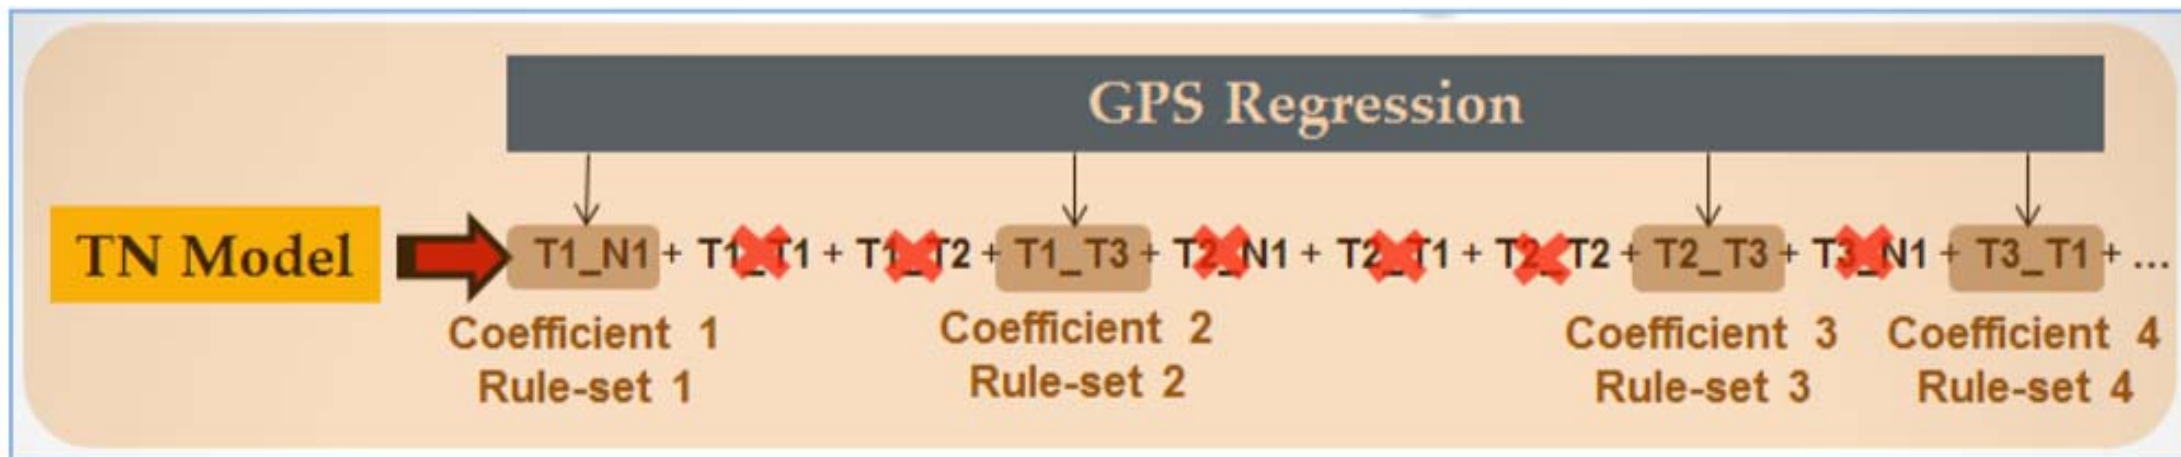 GPS Regression
TN Model
T1_N1 + T1_T1 + T1_T2 + T1_T3 + T2_N1 + T2_T1 + T2_T2 + T2_T3 + T3_N1 + T3_T1 + ...
Coefficient 1
Rule-set 1
Coefficient 2
Rule-set 2
Coefficient 3
Rule-set 3
Coefficient 4
Rule-set 4